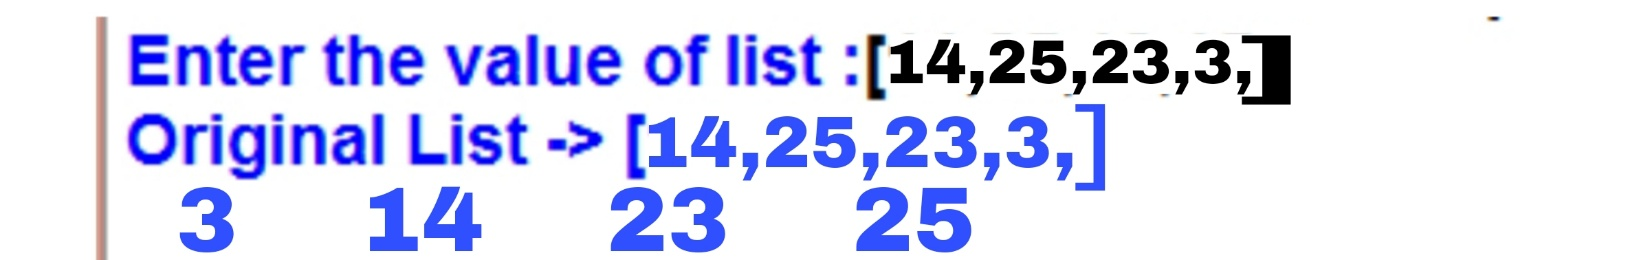 Enter the value of list :[14,25,23,3,]
Original List -> [14,25,23,3,]
3 14 23 25